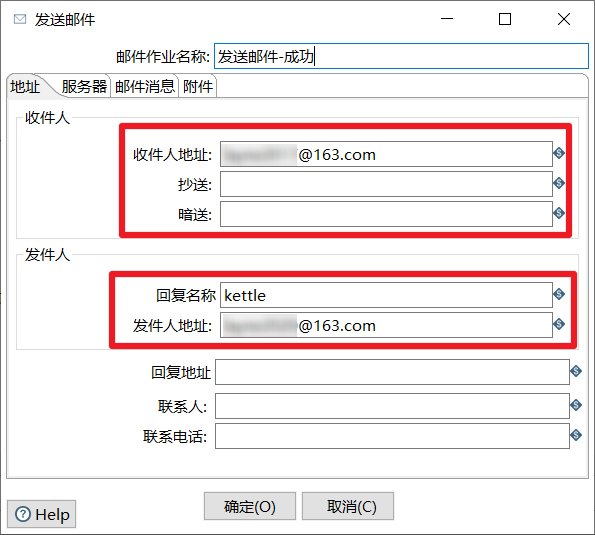 发送邮件
邮件作业名称: 发送邮件-成功
地址 服务器 邮件消息 附件
收件人
收件人地址: @163.com
抄送:
暗送:
发件人
回复名称 kettle
发件人地址: @163.com
回复地址
联系人:
联系电话:
Help 确定(O) 取消(C)